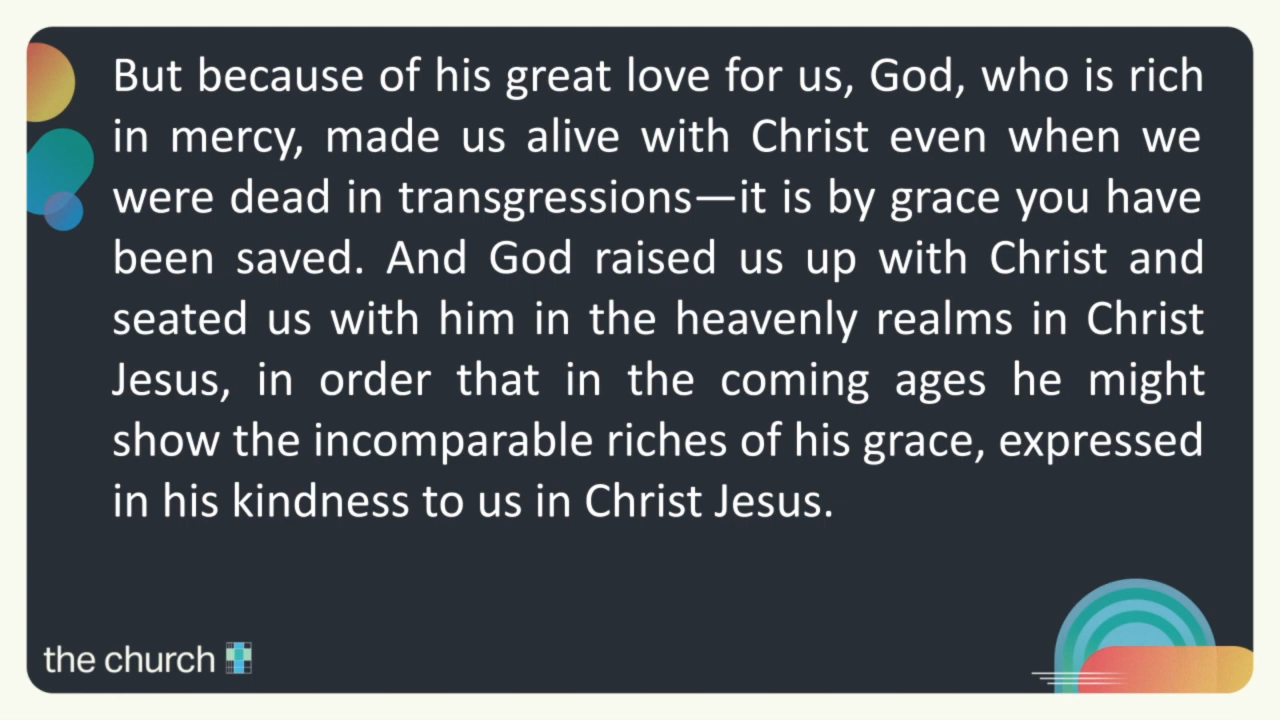 But because of his great love for us, God, who is rich
in mercy, made us alive with Christ even when we
were dead in transgressions—it is by grace you have
been saved. And God raised us up with Christ and
seated us with him in the heavenly realms in Christ
Jesus, in order that in the coming ages he might
show the incomparable riches of his grace, expressed
in his kindness to us in Christ Jesus.
the church